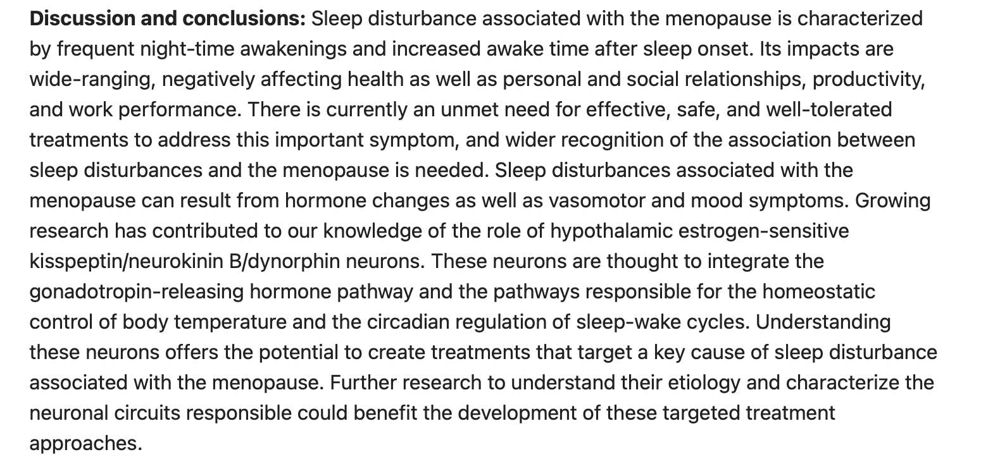 Discussion and conclusions: Sleep disturbance associated with the menopause is characterized
by frequent night-time awakenings and increased awake time after sleep onset. Its impacts are
wide-ranging, negatively affecting health as well as personal and social relationships, productivity,
and work performance. There is currently an unmet need for effective, safe, and well-tolerated
treatments to address this important symptom, and wider recognition of the association between
sleep disturbances and the menopause is needed. Sleep disturbances associated with the
menopause can result from hormone changes as well as vasomotor and mood symptoms. Growing
research has contributed to our knowledge of the role of hypothalamic estrogen-sensitive
kisspeptin/neurokinin B/dynorphin neurons. These neurons are thought to integrate the
gonadotropin-releasing hormone pathway and the pathways responsible for the homeostatic
control of body temperature and the circadian regulation of sleep-wake cycles. Understanding
these neurons offers the potential to create treatments that target a key cause of sleep disturbance
associated with the menopause. Further research to understand their etiology and characterize the
neuronal circuits responsible could benefit the development of these targeted treatment
approaches.